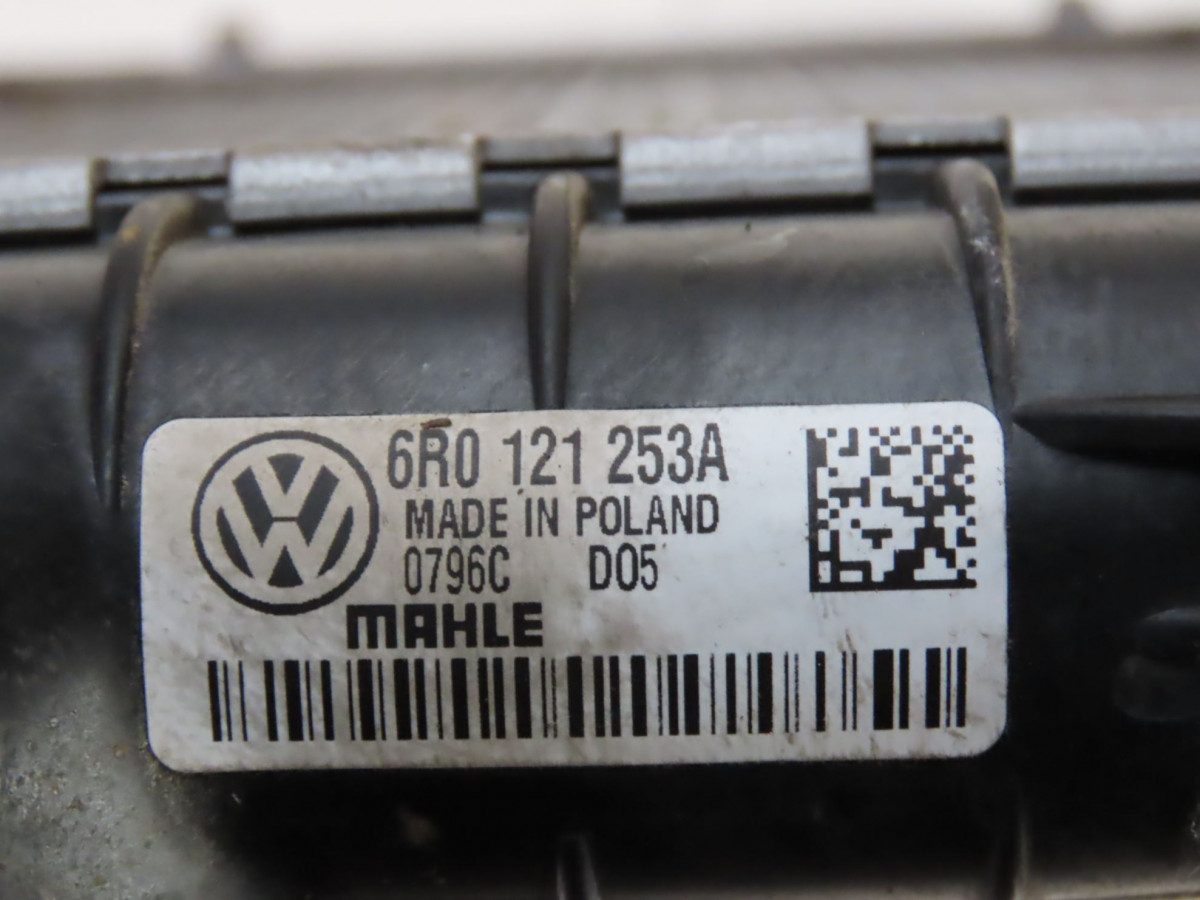 6R0 121 253A
MADE IN POLAND
0796C D05
MAHLE